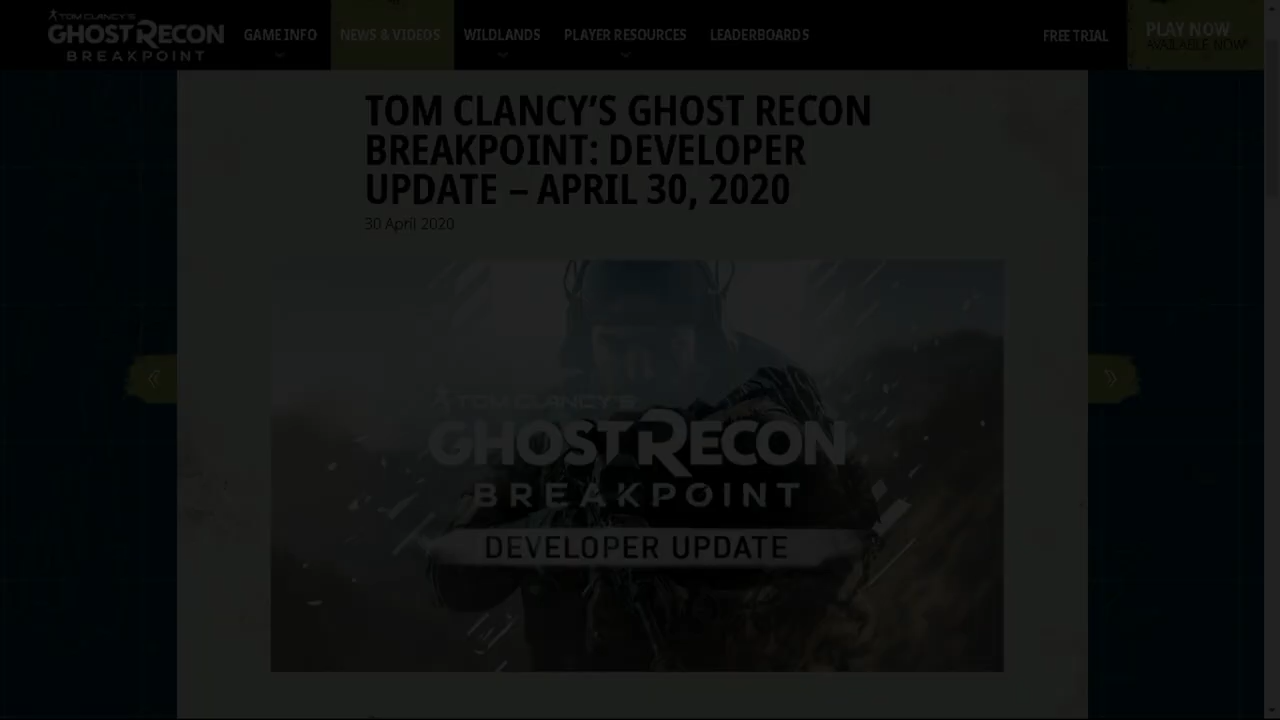 TOM CLANCY'S
GHOST RECON
BREAKPOINT
GAME INFO
NEWS & VIDEOS
WILDLANDS
PLAYER RESOURCES
LEADERBOARDS
FREE TRIAL
PLAY NOW
AVAILABLE NOW
TOM CLANCY’S GHOST RECON
BREAKPOINT: DEVELOPER
UPDATE – APRIL 30, 2020
30 April 2020
TOM CLANCY'S
GHOST RECON
BREAKPOINT
DEVELOPER UPDATE